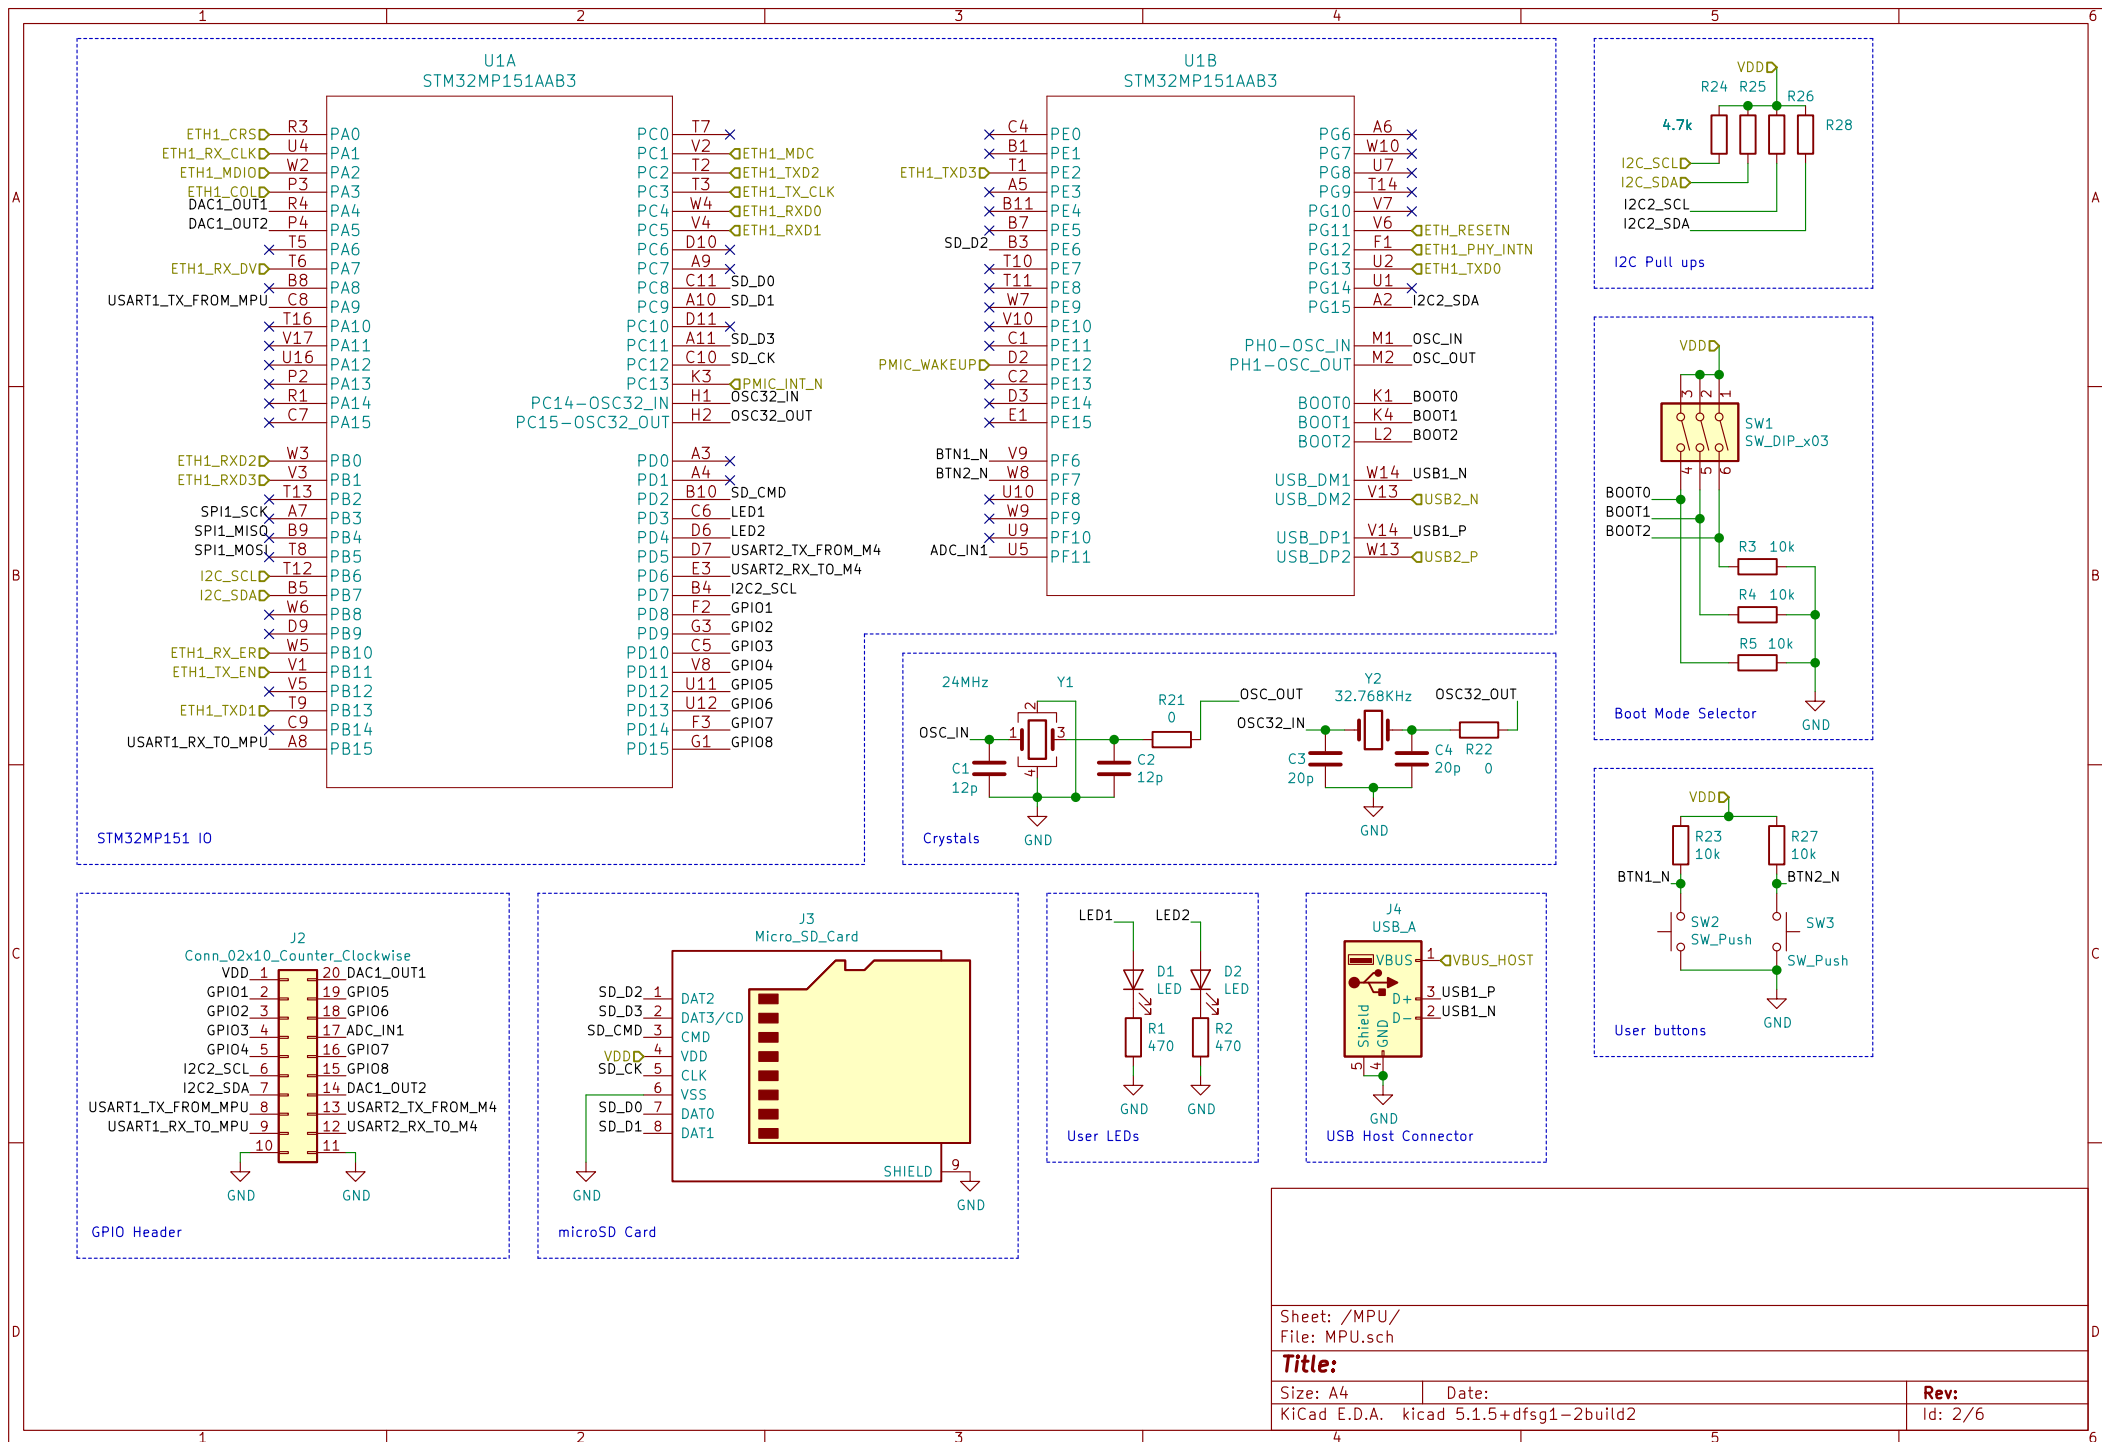 1 2 3 4 5 6
A
B
C
D
U1A
STM32MP151AAB3
ETH1_CRS R3 PA0
ETH1_RX_CLK U4 PA1
ETH1_MDIO W2 PA2
ETH1_COL P3 PA3
DAC1_OUT1 R4 PA4
DAC1_OUT2 P4 PA5
T5 PA6
ETH1_RX_DV T6 PA7
B8 PA8
USART1_TX_FROM_MPU C8 PA9
T16 PA10
V17 PA11
U16 PA12
P2 PA13
R1 PA14
C7 PA15
ETH1_RXD2 W3 PB0
ETH1_RXD3 V3 PB1
T13 PB2
SPI1_SCK A7 PB3
SPI1_MISO B9 PB4
SPI1_MOSI T8 PB5
I2C_SCL T12 PB6
I2C_SDA B5 PB7
W6 PB8
D9 PB9
ETH1_RX_ER W5 PB10
ETH1_TX_EN V1 PB11
V5 PB12
ETH1_TXD1 T9 PB13
C9 PB14
USART1_RX_TO_MPU A8 PB15
PC0 T7
PC1 V2 ETH1_MDC
PC2 T2 ETH1_TXD2
PC3 T3 ETH1_TX_CLK
PC4 W4 ETH1_RXD0
PC5 V4 ETH1_RXD1
PC6 D10
PC7 A9
PC8 C11 SD_D0
PC9 A10 SD_D1
PC10 D11
PC11 A11 SD_D3
PC12 C10 SD_CK
PC13 K3 PMIC_INT_N
PC14-OSC32_IN H1 OSC32_IN
PC15-OSC32_OUT H2 OSC32_OUT
PD0 A3
PD1 A4
PD2 B10 SD_CMD
PD3 C6 LED1
PD4 D6 LED2
PD5 D7 USART2_TX_FROM_M4
PD6 E3 USART2_RX_TO_M4
PD7 B4 I2C2_SCL
PD8 F2 GPIO1
PD9 G3 GPIO2
PD10 C5 GPIO3
PD11 V8 GPIO4
PD12 U11 GPIO5
PD13 U12 GPIO6
PD14 F3 GPIO7
PD15 G1 GPIO8
STM32MP151 IO
U1B
STM32MP151AAB3
C4 PE0
B1 PE1
ETH1_TXD3 T1 PE2
A5 PE3
B11 PE4
B7 PE5
SD_D2 B3 PE6
T10 PE7
T11 PE8
W7 PE9
V10 PE10
C1 PE11
PMIC_WAKEUP D2 PE12
C2 PE13
D3 PE14
E1 PE15
BTN1_N V9 PF6
BTN2_N W8 PF7
U10 PF8
W9 PF9
U9 PF10
ADC_IN1 U5 PF11
PG6 A6
PG7 W10
PG8 U7
PG9 T14
PG10 V7
PG11 V6 ETH_RESETN
PG12 F1 ETH1_PHY_INTN
PG13 U2 ETH1_TXD0
PG14 U1
PG15 A2 I2C2_SDA
PH0-OSC_IN M1 OSC_IN
PH1-OSC_OUT M2 OSC_OUT
BOOT0 K1 BOOT0
BOOT1 K4 BOOT1
BOOT2 L2 BOOT2
USB_DM1 W14 USB1_N
USB_DM2 V13 USB2_N
USB_DP1 V14 USB1_P
USB_DP2 W13 USB2_P
VDD
R24 R25 R26
4.7k R28
I2C_SCL
I2C_SDA
I2C2_SCL
I2C2_SDA
I2C Pull ups
VDD
3 2 1
SW1
SW_DIP_x03
4 5 6
BOOT0
BOOT1
BOOT2
R3 10k
R4 10k
R5 10k
Boot Mode Selector
GND
24MHz Y1
OSC_IN 1 2 3 4
R21
0
OSC_OUT
C1
12p
C2
12p
GND
Y2
32.768KHz
OSC32_IN
OSC32_OUT
C3
20p
C4
20p
R22
0
GND
Crystals
VDD
R23
10k
R27
10k
BTN1_N BTN2_N
SW2
SW_Push
SW3
SW_Push
GND
User buttons
J2
Conn_02x10_Counter_Clockwise
VDD 1 20 DAC1_OUT1
GPIO1 2 19 GPIO5
GPIO2 3 18 GPIO6
GPIO3 4 17 ADC_IN1
GPIO4 5 16 GPIO7
I2C2_SCL 6 15 GPIO8
I2C2_SDA 7 14 DAC1_OUT2
USART1_TX_FROM_MPU 8 13 USART2_TX_FROM_M4
USART1_RX_TO_MPU 9 12 USART2_RX_TO_M4
10 11
GND GND
GPIO Header
J3
Micro_SD_Card
SD_D2 1 DAT2
SD_D3 2 DAT3/CD
SD_CMD 3 CMD
VDD 4 VDD
SD_CK 5 CLK
6 VSS
SD_D0 7 DAT0
SD_D1 8 DAT1
SHIELD 9
GND GND
microSD Card
LED1 LED2
D1
LED
D2
LED
R1
470
R2
470
GND GND
User LEDs
J4
USB_A
VBUS 1 VBUS_HOST
D+ 3 USB1_P
D- 2 USB1_N
Shield GND
5 4
GND
USB Host Connector
Sheet: /MPU/
File: MPU.sch
Title:
Size: A4 Date: Rev:
KiCad E.D.A. kicad 5.1.5+dfsg1-2build2 Id: 2/6
1 2 3 4 5 6
A
B
C
D